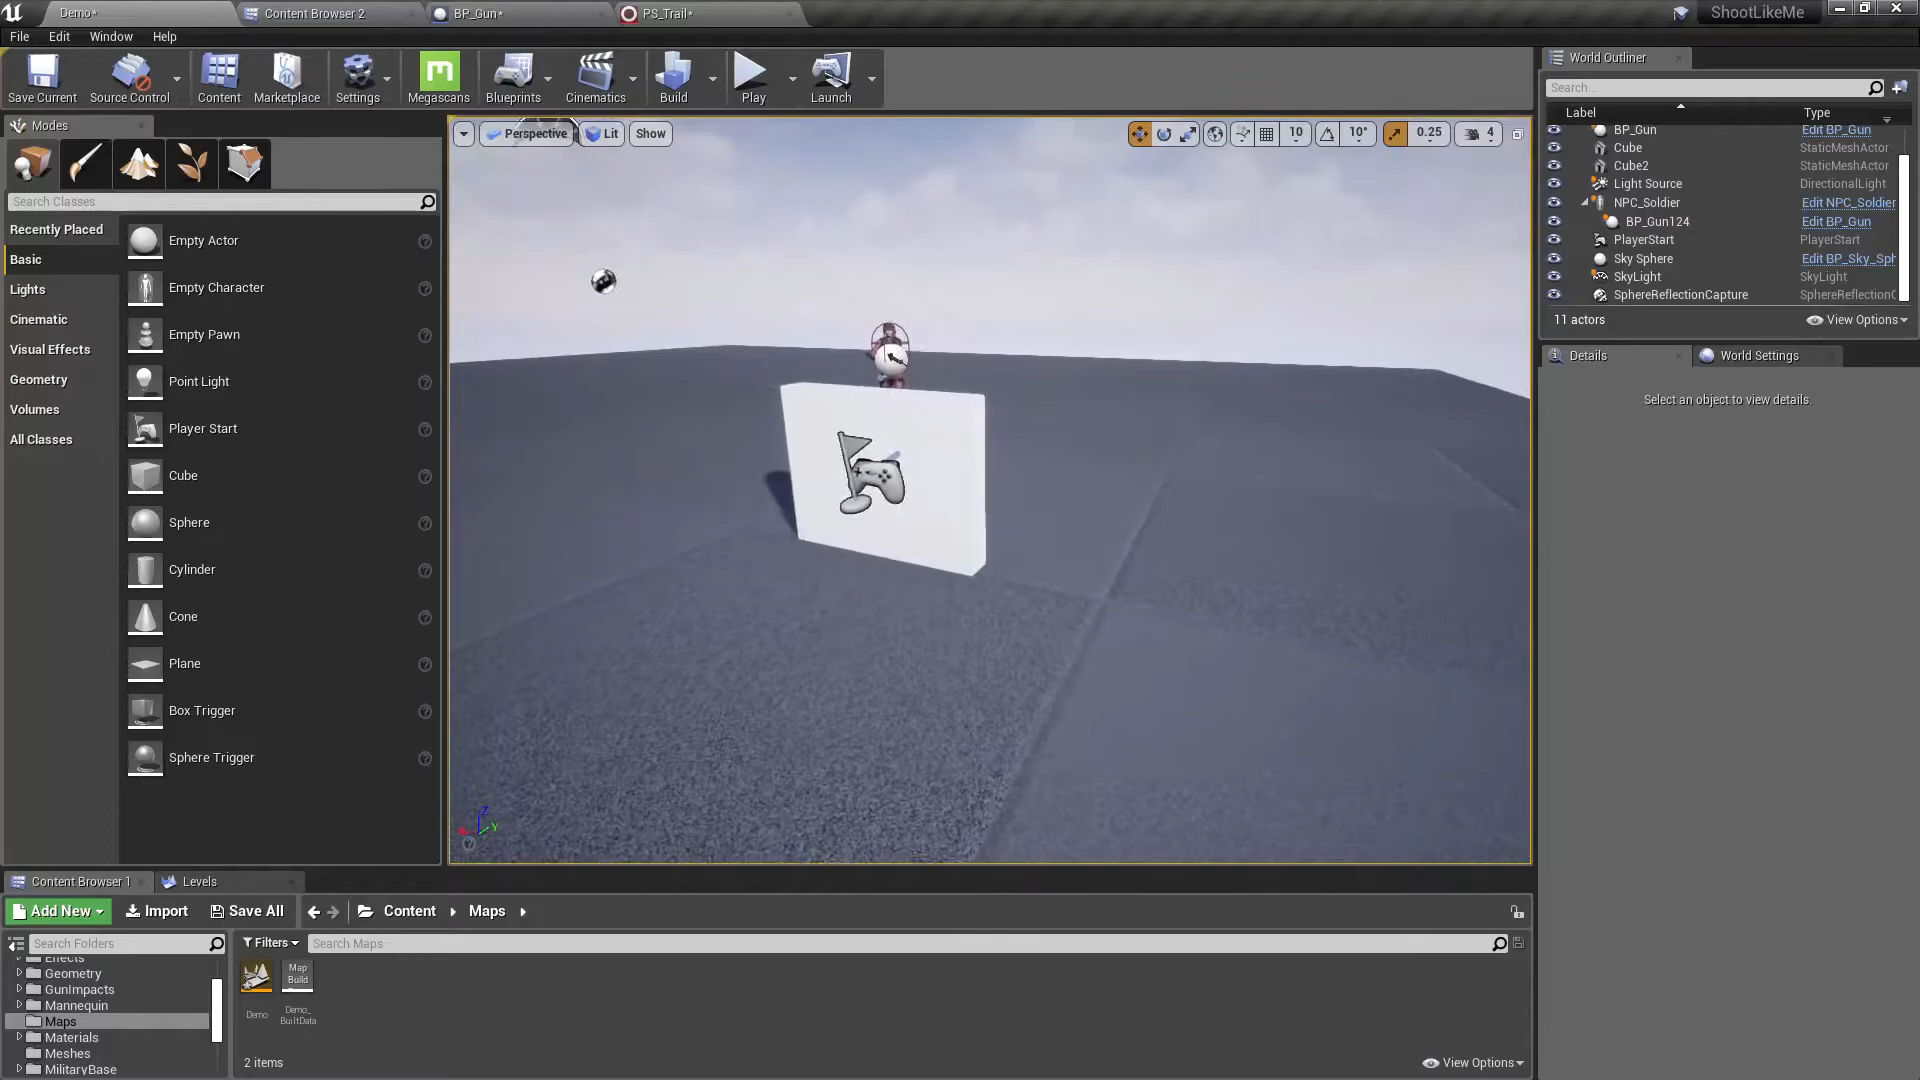 Demo*
Content Browser 2
BP_Gun*
PS_Trail*
ShootLikeMe
File
Edit
Window
Help
Save Current
Source Control
Content
Marketplace
Settings
Megascans
Blueprints
Cinematics
Build
Play
Launch
Modes
Search Classes
Recently Placed
Basic
Lights
Cinematic
Visual Effects
Geometry
Volumes
All Classes
Empty Actor
Empty Character
Empty Pawn
Point Light
Player Start
Cube
Sphere
Cylinder
Cone
Plane
Box Trigger
Sphere Trigger
Perspective
Lit
Show
10
10°
0.25
4
Z
Y
World Outliner
Search...
Label
Type
BP_Gun
Edit BP_Gun
Cube
StaticMeshActor
Cube2
StaticMeshActor
Light Source
DirectionalLight
NPC_Soldier
Edit NPC_Soldier
BP_Gun124
Edit BP_Gun
PlayerStart
PlayerStart
Sky Sphere
Edit BP_Sky_Sph
SkyLight
SkyLight
SphereReflectionCapture
SphereReflectionC
11 actors
View Options
Details
World Settings
Select an object to view details.
Content Browser 1
Levels
Add New
Import
Save All
Content
Maps
Search Folders
Filters
Search Maps
Effects
Geometry
GunImpacts
Mannequin
Maps
Materials
Meshes
MilitaryBase
Map
Build
Demo
Demo_
BuiltData
2 items
View Options